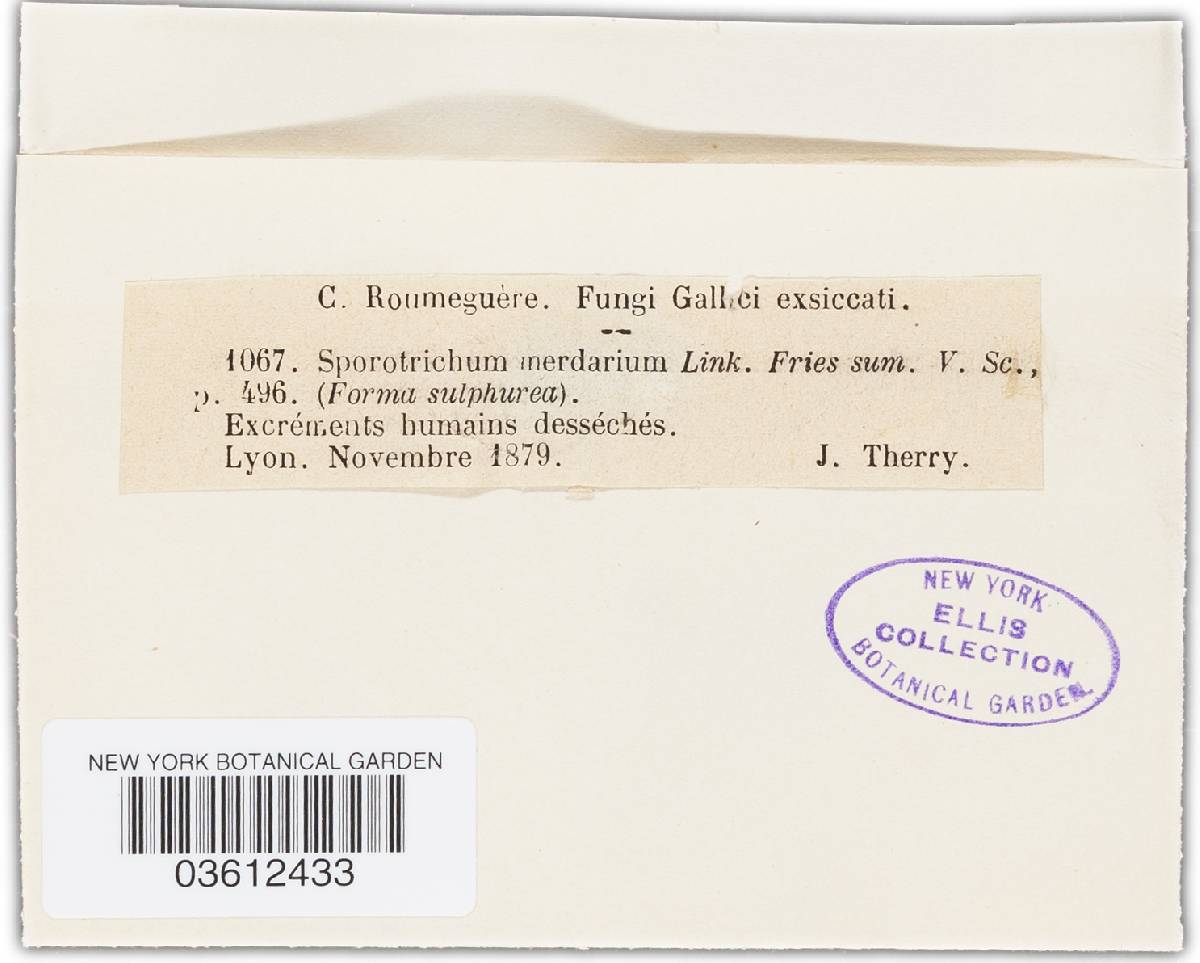 C. Roumeguère. Fungi Gallici exsiccati.
1067. Sporotrichum merdarium Link. Fries sum. V. Sc.,
p. 496. (Forma sulphurea).
Excréments humains desséchés.
Lyon. Novembre 1879. J. Therry.
NEW YORK
ELLIS
COLLECTION
BOTANICAL GARDEN
NEW YORK BOTANICAL GARDEN
03612433